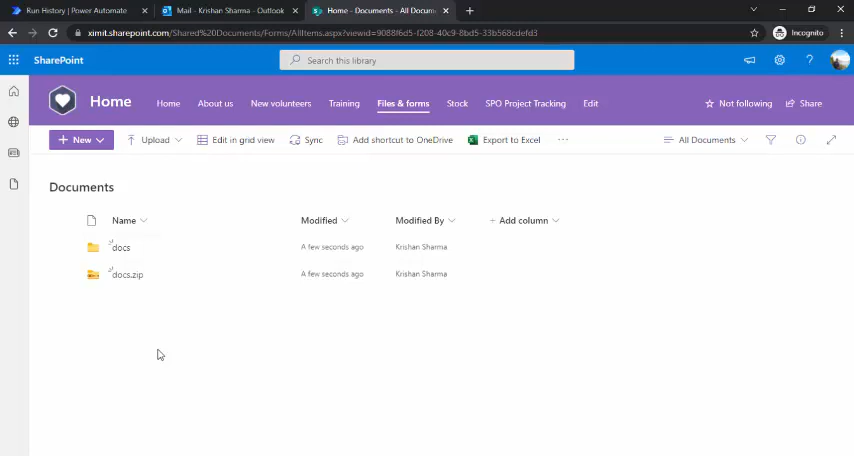 Run History | Power Automate
Mail - Krishan Sharma - Outlook
Home - Documents - All Docume
ximit.sharepoint.com/Shared%20Documents/Forms/AllItems.aspx?viewid=9088f6d5-f208-40c9-8bd5-33b568cdefd3
Incognito
SharePoint
Search this library
Home
Home
About us
New volunteers
Training
Files & forms
Stock
SPO Project Tracking
Edit
Not following
Share
+ New
Upload
Edit in grid view
Sync
Add shortcut to OneDrive
Export to Excel
...
All Documents
Documents
Name
Modified
Modified By
+ Add column
docs
A few seconds ago
Krishan Sharma
docs.zip
A few seconds ago
Krishan Sharma